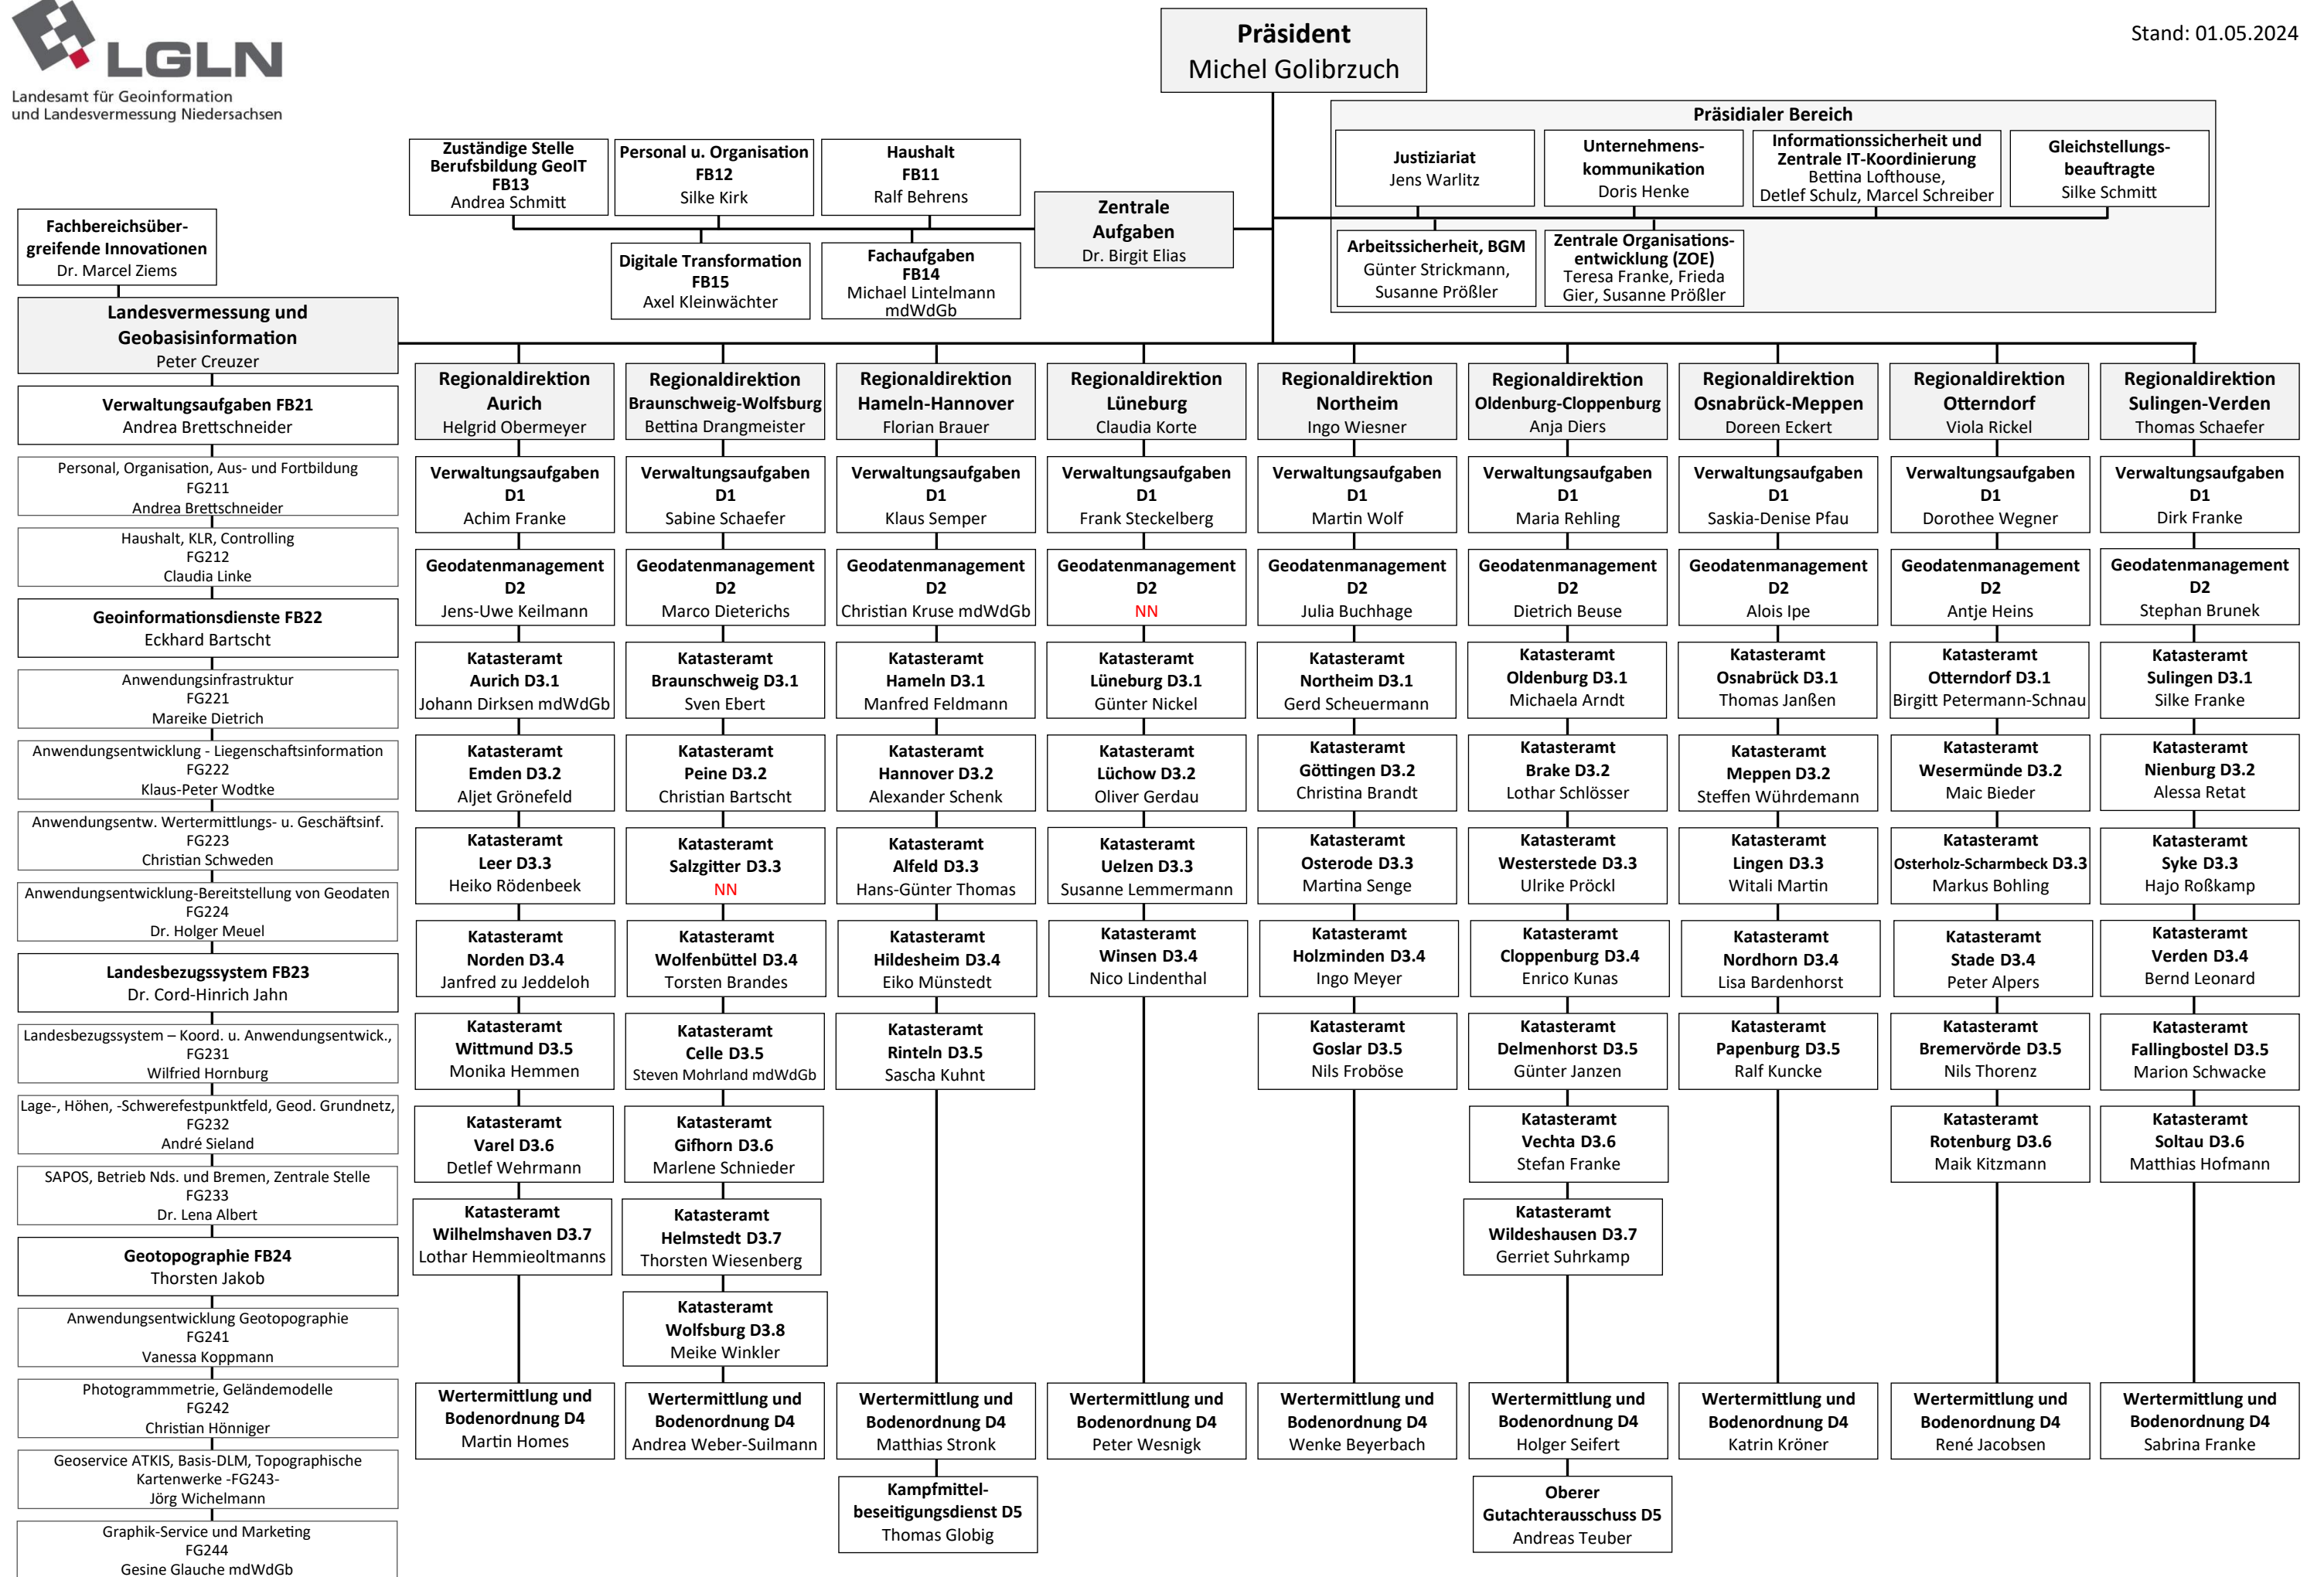 LGLN
Landesamt für Geoinformation
und Landesvermessung Niedersachsen
Präsident
Michel Golibrzuch
Stand: 01.05.2024
Zuständige Stelle
Berufsbildung GeoIT
FB13
Andrea Schmitt
Personal u. Organisation
FB12
Silke Kirk
Haushalt
FB11
Ralf Behrens
Digitale Transformation
FB15
Axel Kleinwächter
Fachaufgaben
FB14
Michael Lintelmann
mdWdGb
Zentrale
Aufgaben
Dr. Birgit Elias
Präsidialer Bereich
Justiziariat
Jens Warlitz
Unternehmens-
kommunikation
Doris Henke
Informationssicherheit und
Zentrale IT-Koordinierung
Bettina Lofthouse,
Detlef Schulz, Marcel Schreiber
Gleichstellungs-
beauftragte
Silke Schmitt
Arbeitssicherheit, BGM
Günter Strickmann,
Susanne Prößler
Zentrale Organisations-
entwicklung (ZOE)
Teresa Franke, Frieda
Gier, Susanne Prößler
Fachbereichsüber-
greifende Innovationen
Dr. Marcel Ziems
Landesvermessung und
Geobasisinformation
Peter Creuzer
Verwaltungsaufgaben FB21
Andrea Brettschneider
Personal, Organisation, Aus- und Fortbildung
FG211
Andrea Brettschneider
Haushalt, KLR, Controlling
FG212
Claudia Linke
Geoinformationsdienste FB22
Eckhard Bartscht
Anwendungsinfrastruktur
FG221
Mareike Dietrich
Anwendungsentwicklung - Liegenschaftsinformation
FG222
Klaus-Peter Wodtke
Anwendungsentw. Wertermittlungs- u. Geschäftsinf.
FG223
Christian Schweden
Anwendungsentwicklung-Bereitstellung von Geodaten
FG224
Dr. Holger Meuel
Landesbezugssystem FB23
Dr. Cord-Hinrich Jahn
Landesbezugssystem – Koord. u. Anwendungsentwick.,
FG231
Wilfried Hornburg
Lage-, Höhen, -Schwerefestpunktfeld, Geod. Grundnetz,
FG232
André Sieland
SAPOS, Betrieb Nds. und Bremen, Zentrale Stelle
FG233
Dr. Lena Albert
Geotopographie FB24
Thorsten Jakob
Anwendungsentwicklung Geotopographie
FG241
Vanessa Koppmann
Photogrammmetrie, Geländemodelle
FG242
Christian Hönniger
Geoservice ATKIS, Basis-DLM, Topographische
Kartenwerke -FG243-
Jörg Wichelmann
Graphik-Service und Marketing
FG244
Gesine Glauche mdWdGb
Regionaldirektion
Aurich
Helgrid Obermeyer
Verwaltungsaufgaben
D1
Achim Franke
Geodatenmanagement
D2
Jens-Uwe Keilmann
Katasteramt
Aurich D3.1
Johann Dirksen mdWdGb
Katasteramt
Emden D3.2
Aljet Grönefeld
Katasteramt
Leer D3.3
Heiko Rödenbeek
Katasteramt
Norden D3.4
Janfred zu Jeddeloh
Katasteramt
Wittmund D3.5
Monika Hemmen
Katasteramt
Varel D3.6
Detlef Wehrmann
Katasteramt
Wilhelmshaven D3.7
Lothar Hemmieoltmanns
Wertermittlung und
Bodenordnung D4
Martin Homes
Regionaldirektion
Braunschweig-Wolfsburg
Bettina Drangmeister
Verwaltungsaufgaben
D1
Sabine Schaefer
Geodatenmanagement
D2
Marco Dieterichs
Katasteramt
Braunschweig D3.1
Sven Ebert
Katasteramt
Peine D3.2
Christian Bartscht
Katasteramt
Salzgitter D3.3
NN
Katasteramt
Wolfenbüttel D3.4
Torsten Brandes
Katasteramt
Celle D3.5
Steven Mohrland mdWdGb
Katasteramt
Gifhorn D3.6
Marlene Schnieder
Katasteramt
Helmstedt D3.7
Thorsten Wiesenberg
Katasteramt
Wolfsburg D3.8
Meike Winkler
Wertermittlung und
Bodenordnung D4
Andrea Weber-Suilmann
Regionaldirektion
Hameln-Hannover
Florian Brauer
Verwaltungsaufgaben
D1
Klaus Semper
Geodatenmanagement
D2
Christian Kruse mdWdGb
Katasteramt
Hameln D3.1
Manfred Feldmann
Katasteramt
Hannover D3.2
Alexander Schenk
Katasteramt
Alfeld D3.3
Hans-Günter Thomas
Katasteramt
Hildesheim D3.4
Eiko Münstedt
Katasteramt
Rinteln D3.5
Sascha Kuhnt
Wertermittlung und
Bodenordnung D4
Matthias Stronk
Kampfmittel-
beseitigungsdienst D5
Thomas Globig
Regionaldirektion
Lüneburg
Claudia Korte
Verwaltungsaufgaben
D1
Frank Steckelberg
Geodatenmanagement
D2
NN
Katasteramt
Lüneburg D3.1
Günter Nickel
Katasteramt
Lüchow D3.2
Oliver Gerdau
Katasteramt
Uelzen D3.3
Susanne Lemmermann
Katasteramt
Winsen D3.4
Nico Lindenthal
Wertermittlung und
Bodenordnung D4
Peter Wesnigk
Regionaldirektion
Northeim
Ingo Wiesner
Verwaltungsaufgaben
D1
Martin Wolf
Geodatenmanagement
D2
Julia Buchhage
Katasteramt
Northeim D3.1
Gerd Scheuermann
Katasteramt
Göttingen D3.2
Christina Brandt
Katasteramt
Osterode D3.3
Martina Senge
Katasteramt
Holzminden D3.4
Ingo Meyer
Katasteramt
Goslar D3.5
Nils Froböse
Wertermittlung und
Bodenordnung D4
Wenke Beyerbach
Regionaldirektion
Oldenburg-Cloppenburg
Anja Diers
Verwaltungsaufgaben
D1
Maria Rehling
Geodatenmanagement
D2
Dietrich Beuse
Katasteramt
Oldenburg D3.1
Michaela Arndt
Katasteramt
Brake D3.2
Lothar Schlösser
Katasteramt
Westerstede D3.3
Ulrike Pröckl
Katasteramt
Cloppenburg D3.4
Enrico Kunas
Katasteramt
Delmenhorst D3.5
Günter Janzen
Katasteramt
Vechta D3.6
Stefan Franke
Katasteramt
Wildeshausen D3.7
Gerriet Suhrkamp
Wertermittlung und
Bodenordnung D4
Holger Seifert
Oberer
Gutachterausschuss D5
Andreas Teuber
Regionaldirektion
Osnabrück-Meppen
Doreen Eckert
Verwaltungsaufgaben
D1
Saskia-Denise Pfau
Geodatenmanagement
D2
Alois Ipe
Katasteramt
Osnabrück D3.1
Thomas Janßen
Katasteramt
Meppen D3.2
Steffen Wührdemann
Katasteramt
Lingen D3.3
Witali Martin
Katasteramt
Nordhorn D3.4
Lisa Bardenhorst
Katasteramt
Papenburg D3.5
Ralf Kuncke
Wertermittlung und
Bodenordnung D4
Katrin Kröner
Regionaldirektion
Otterndorf
Viola Rickel
Verwaltungsaufgaben
D1
Dorothee Wegner
Geodatenmanagement
D2
Antje Heins
Katasteramt
Otterndorf D3.1
Birgitt Petermann-Schnau
Katasteramt
Wesermünde D3.2
Maic Bieder
Katasteramt
Osterholz-Scharmbeck D3.3
Markus Bohling
Katasteramt
Stade D3.4
Peter Alpers
Katasteramt
Bremervörde D3.5
Nils Thorenz
Katasteramt
Rotenburg D3.6
Maik Kitzmann
Wertermittlung und
Bodenordnung D4
René Jacobsen
Regionaldirektion
Sulingen-Verden
Thomas Schaefer
Verwaltungsaufgaben
D1
Dirk Franke
Geodatenmanagement
D2
Stephan Brunek
Katasteramt
Sulingen D3.1
Silke Franke
Katasteramt
Nienburg D3.2
Alessa Retat
Katasteramt
Syke D3.3
Hajo Roßkamp
Katasteramt
Verden D3.4
Bernd Leonard
Katasteramt
Fallingbostel D3.5
Marion Schwacke
Katasteramt
Soltau D3.6
Matthias Hofmann
Wertermittlung und
Bodenordnung D4
Sabrina Franke